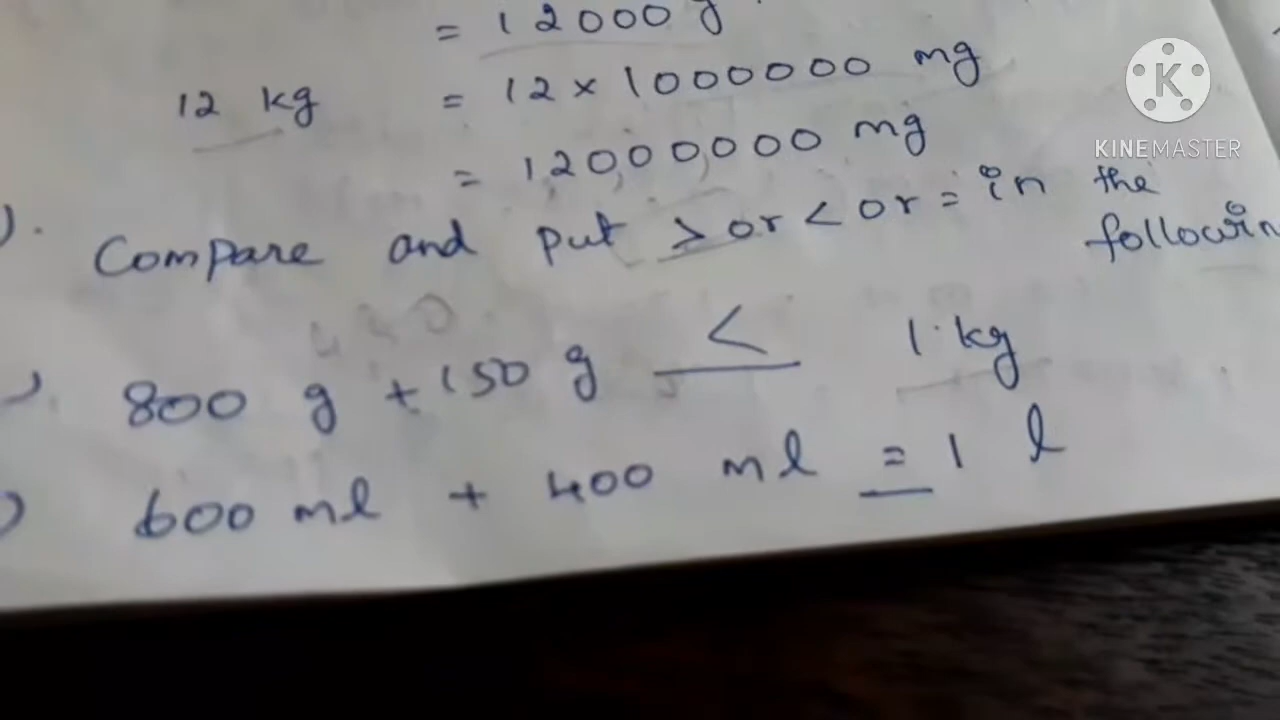 = 12000 g
12 kg = 12 × 1000000 mg
= 12000000 mg
). Compare and put > or < or = in the
followin
) 800 g + 150 g < 1 kg
) 600 ml + 400 ml = 1 l
K
KINEMASTER